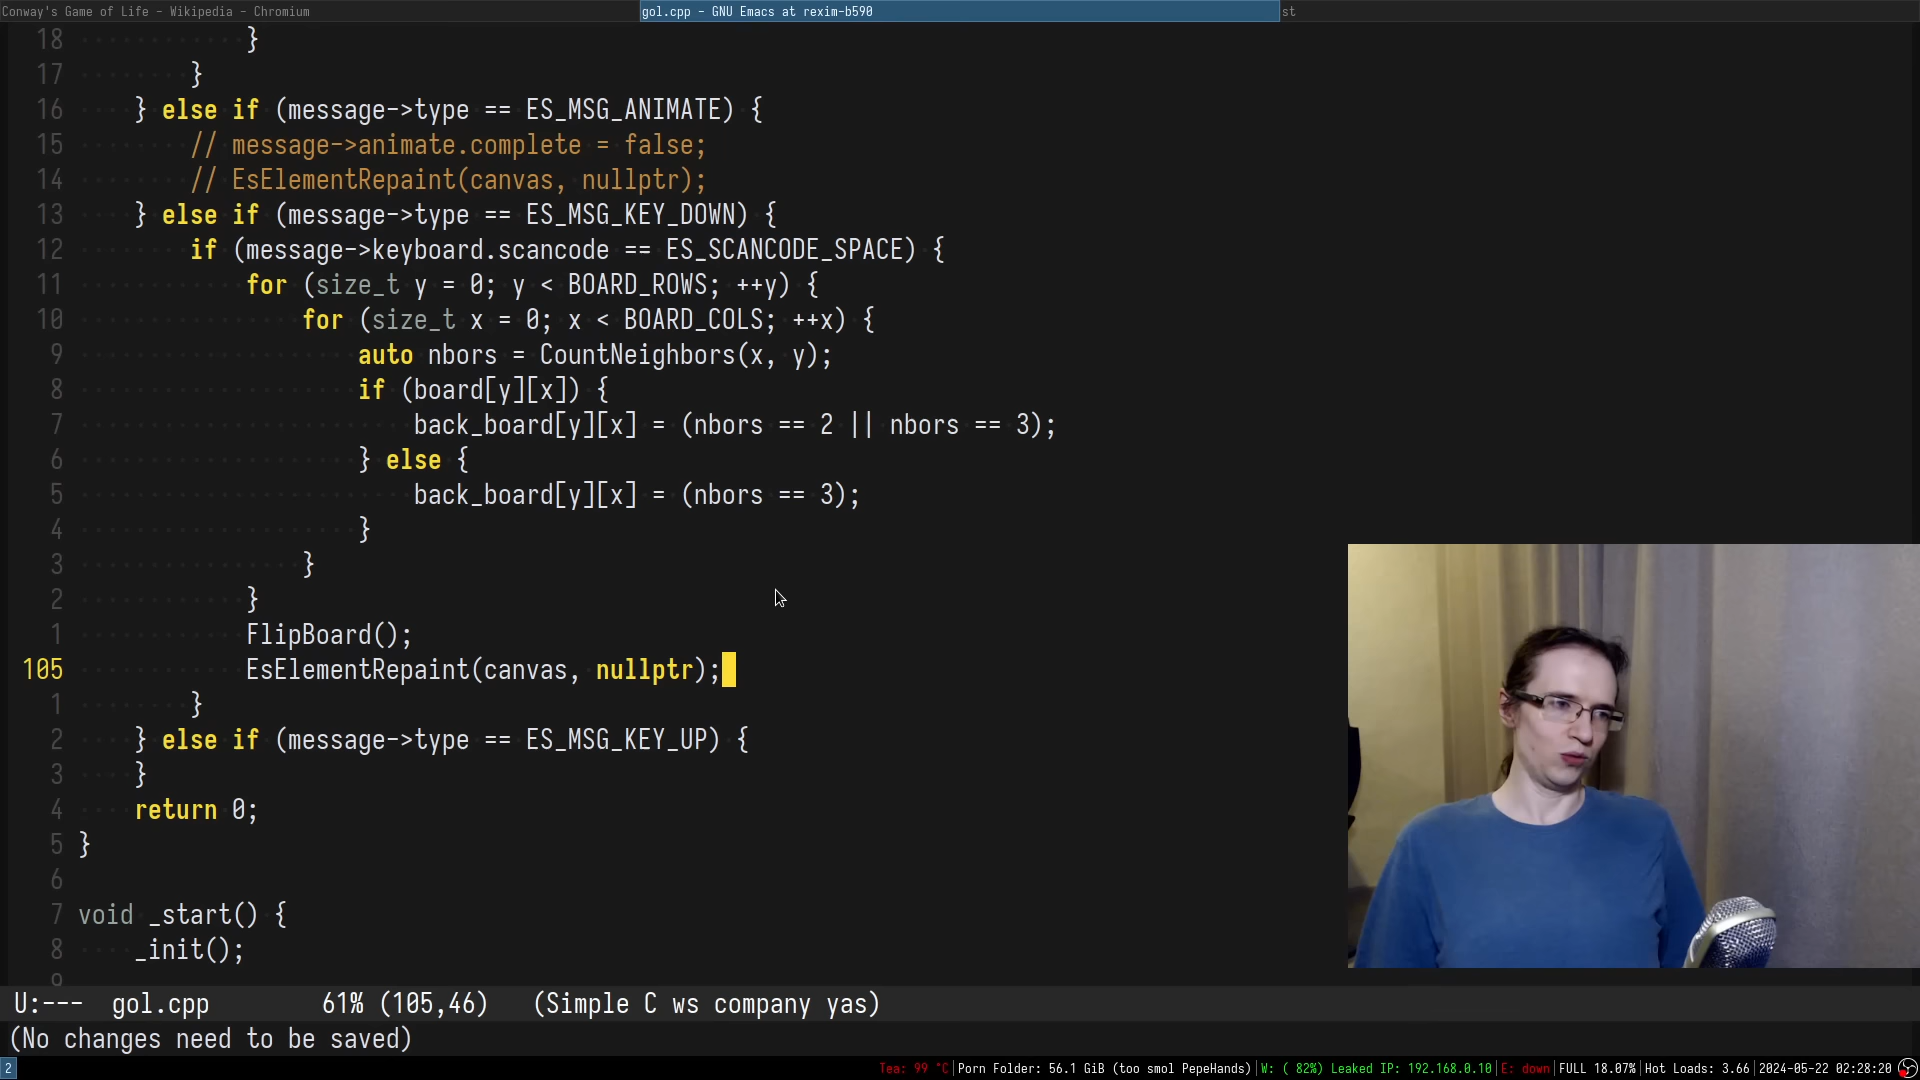 Conway's Game of Life - Wikipedia - Chromium
gol.cpp - GNU Emacs at rexim-b590
st
18 }
17 }
16 } else if (message->type == ES_MSG_ANIMATE) {
15 // message->animate.complete = false;
14 // EsElementRepaint(canvas, nullptr);
13 } else if (message->type == ES_MSG_KEY_DOWN) {
12 if (message->keyboard.scancode == ES_SCANCODE_SPACE) {
11 for (size_t y = 0; y < BOARD_ROWS; ++y) {
10 for (size_t x = 0; x < BOARD_COLS; ++x) {
9 auto nbors = CountNeighbors(x, y);
8 if (board[y][x]) {
7 back_board[y][x] = (nbors == 2 || nbors == 3);
6 } else {
5 back_board[y][x] = (nbors == 3);
4 }
3 }
2 }
1 FlipBoard();
105 EsElementRepaint(canvas, nullptr);
1 }
2 } else if (message->type == ES_MSG_KEY_UP) {
3 }
4 return 0;
5 }
6
7 void _start() {
8 _init();
9
U:--- gol.cpp 61% (105,46) (Simple C ws company yas)
(No changes need to be saved)
2
Tea: 99 °C|Porn Folder: 56.1 GiB (too smol PepeHands)|W: ( 82%) Leaked IP: 192.168.0.10|E: down|FULL 18.07%|Hot Loads: 3.66|2024-05-22 02:28:20